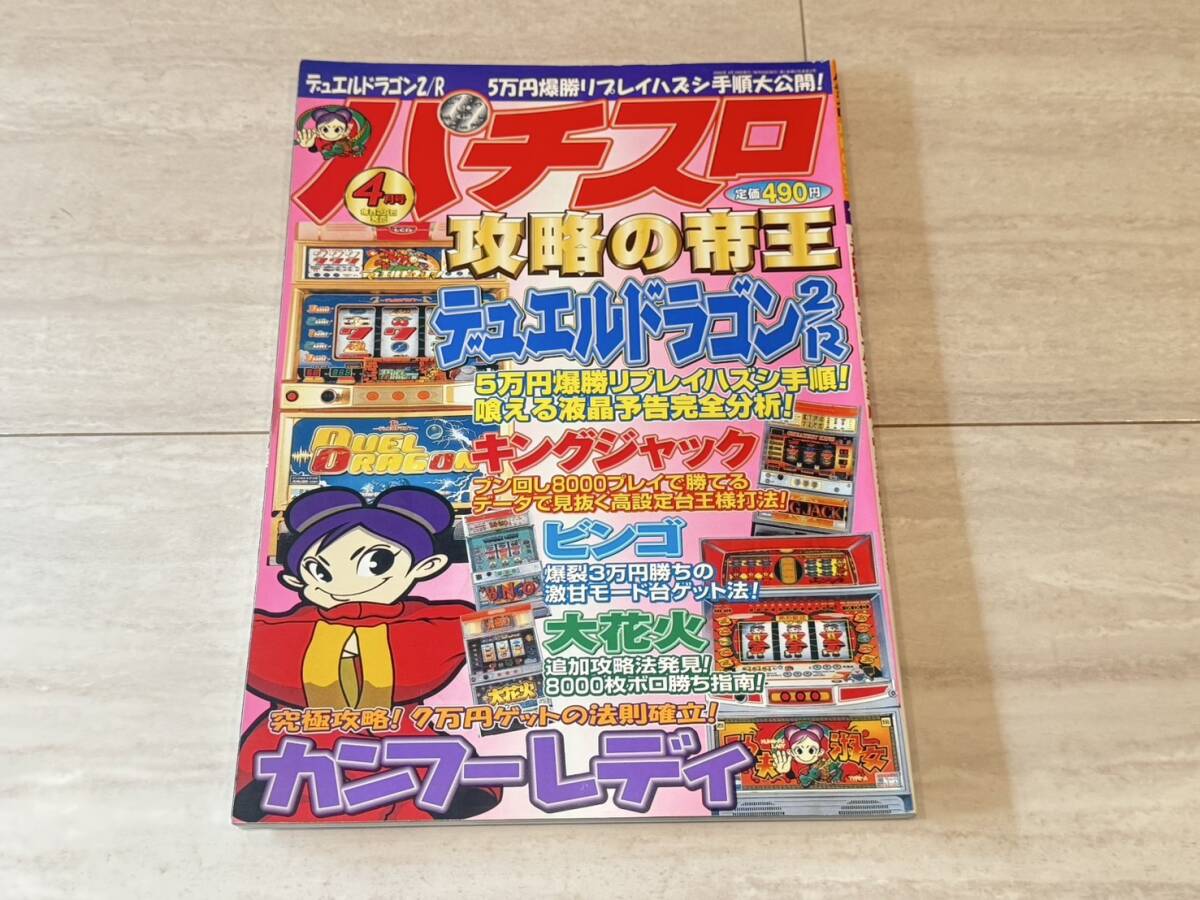 デュエルドラゴン2/R 5万円爆勝リプレイハズシ手順大公開!
パチスロ
4月号
定価490円
攻略の帝王
デュエルドラゴン2/R
5万円爆勝リプレイハズシ手順!
喰える液晶予告完全分析!
DUEL
DRAGON
キングジャック
ブン回し8000プレイで勝てる
データで見抜く高設定台王様打法!
G.JACK
ビンゴ
爆裂3万円勝ちの
激甘モード台ゲット法!
BINGO
大花火
追加攻略法発見!
8000枚ボロ勝ち指南!
大花火
究極攻略! 7万円ゲットの法則確立!
カンフーレディ